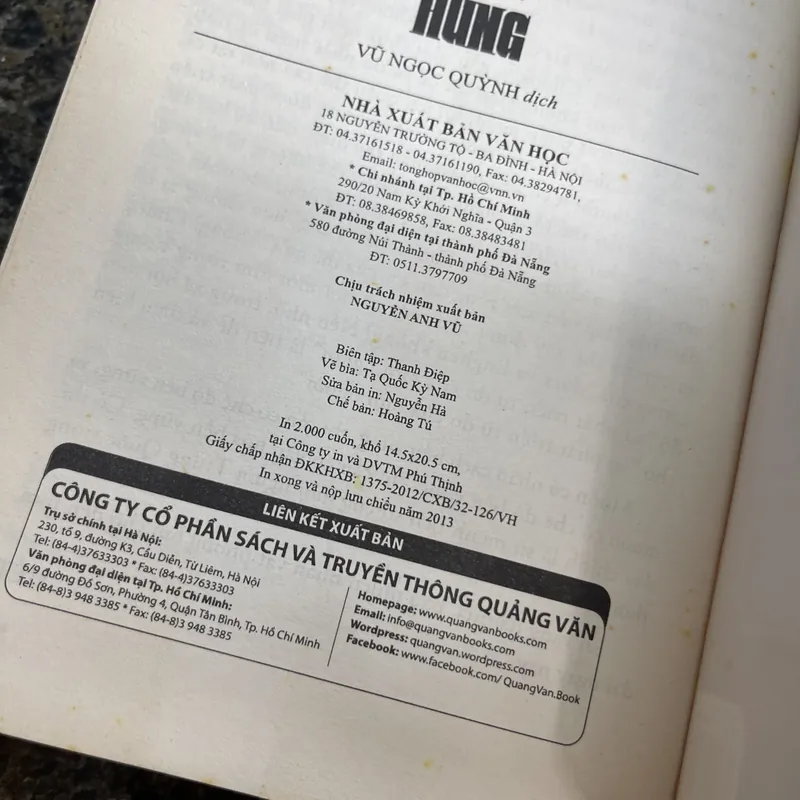 HÙNG
VŨ NGỌC QUỲNH dịch
NHÀ XUẤT BẢN VĂN HỌC
18 NGUYỄN TRƯỜNG TỘ - BA ĐÌNH - HÀ NỘI
ĐT: 04.37161518 - 04.37161190, Fax: 04.38294781,
Email: tonghopvanhoc@vnn.vn
* Chi nhánh tại Tp. Hồ Chí Minh
290/20 Nam Kỳ Khởi Nghĩa - Quận 3
ĐT: 08.38469858, Fax: 08.38483481
* Văn phòng đại diện tại thành phố Đà Nẵng
580 đường Núi Thành - thành phố Đà Nẵng
ĐT: 0511.3797709
Chịu trách nhiệm xuất bản
NGUYỄN ANH VŨ
Biên tập: Thanh Điệp
Vẽ bìa: Tạ Quốc Kỳ Nam
Sửa bản in: Nguyễn Hà
Chế bản: Hoàng Tú
In 2.000 cuốn, khổ 14.5x20.5 cm,
tại Công ty in và DVTM Phú Thịnh
Giấy chấp nhận ĐKKHXB: 1375-2012/CXB/32-126/VH
In xong và nộp lưu chiểu năm 2013
LIÊN KẾT XUẤT BẢN
CÔNG TY CỔ PHẦN SÁCH VÀ TRUYỀN THÔNG QUẢNG VĂN
Trụ sở chính tại Hà Nội:
230, tổ 9, đường K3, Cầu Diễn, Từ Liêm, Hà Nội
Tel: (84-4)37633303 * Fax: (84-4)37633303
Văn phòng đại diện tại Tp. Hồ Chí Minh:
6/9 đường Đồ Sơn, Phường 4, Quận Tân Bình, Tp. Hồ Chí Minh
Tel: (84-8)3 948 3385 * Fax: (84-8)3 948 3385
Homepage: www.quangvanbooks.com
Email: info@quangvanbooks.com
Wordpress: quangvan.wordpress.com
Facebook: www.facebook.com/ QuangVan.Book